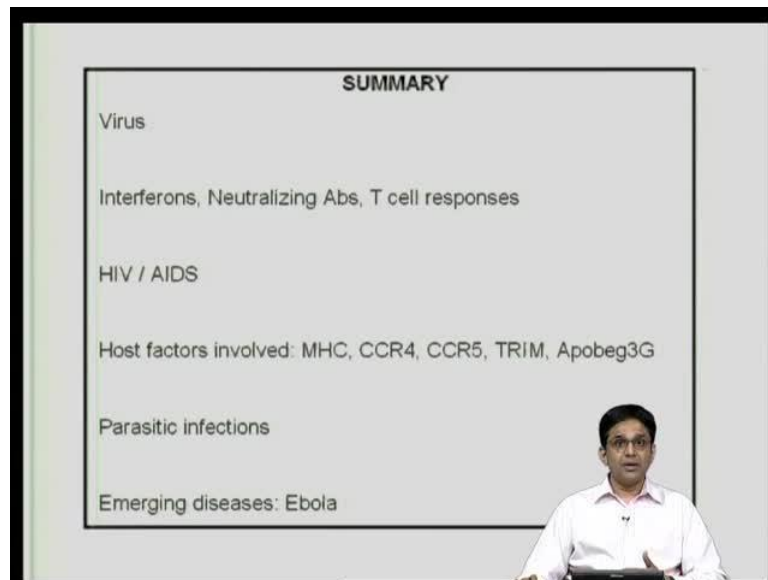 SUMMARY
Virus
Interferons, Neutralizing Abs, T cell responses
HIV / AIDS
Host factors involved: MHC, CCR4, CCR5, TRIM, Apobeg3G
Parasitic infections
Emerging diseases: Ebola